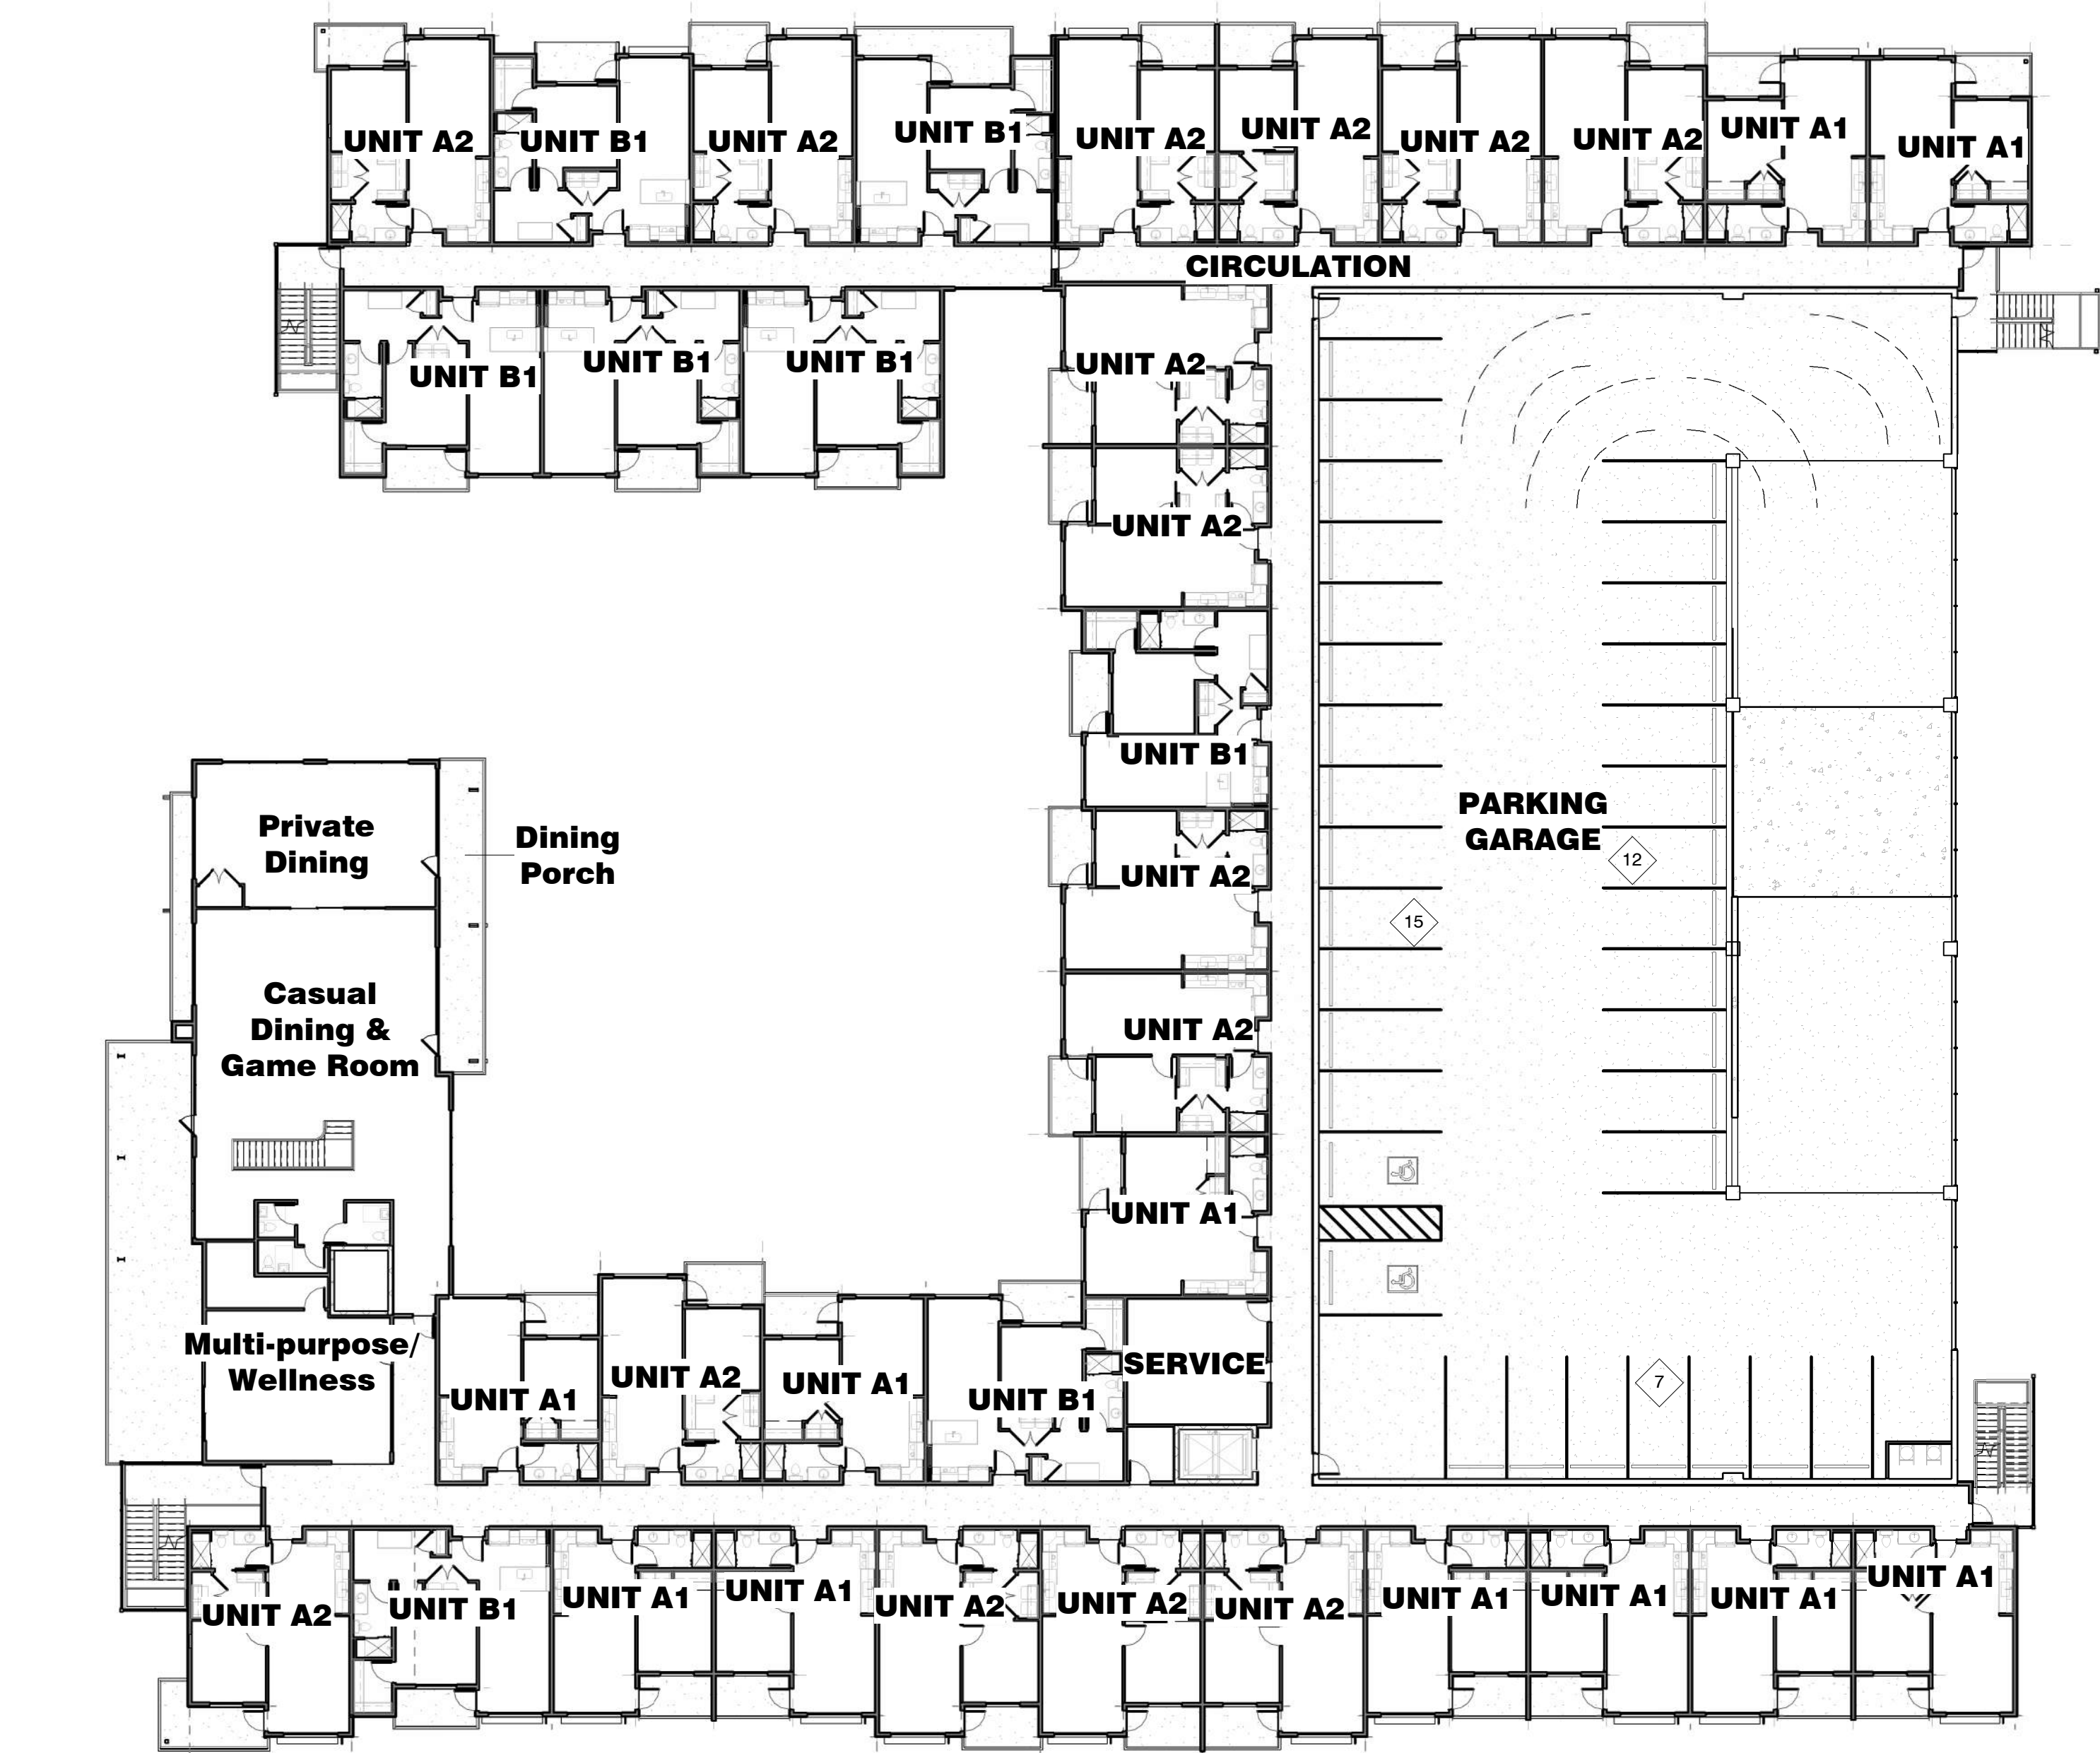 UNIT A2
UNIT B1
UNIT A2
UNIT B1
UNIT A2
UNIT A2
UNIT A2
UNIT A2
UNIT A1
UNIT A1
CIRCULATION
UNIT B1
UNIT B1
UNIT B1
UNIT A2
UNIT A2
UNIT B1
UNIT A2
UNIT A2
UNIT A1
PARKING
GARAGE
12
15
7
Private
Dining
Dining
Porch
Casual
Dining &
Game Room
Multi-purpose/
Wellness
UNIT A1
UNIT A2
UNIT A1
UNIT B1
SERVICE
UNIT A2
UNIT B1
UNIT A1
UNIT A1
UNIT A2
UNIT A2
UNIT A2
UNIT A1
UNIT A1
UNIT A1
UNIT A1